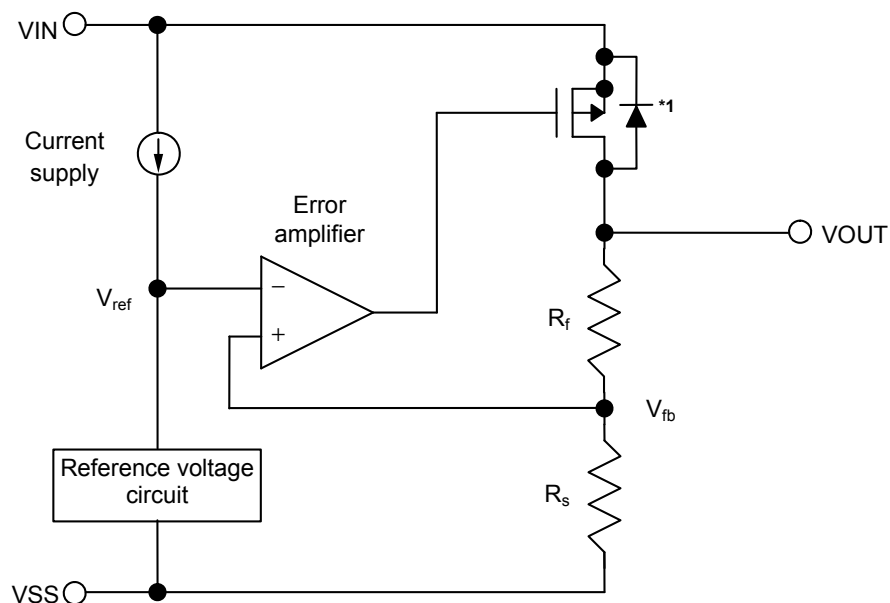 VIN
*1
Current
supply
Error
amplifier
VOUT
Vref
−
+
Rf
Vfb
Reference voltage
circuit
Rs
VSS